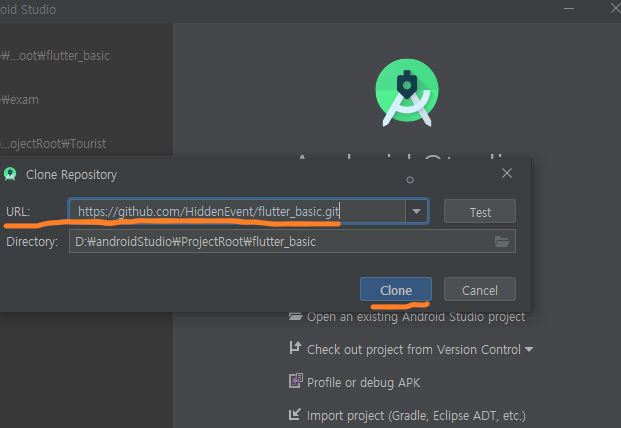 oid Studio
₩...oot₩flutter_basic
₩exam
...ojectRoot₩Tourist
Clone Repository
URL: https://github.com/HiddenEvent/flutter_basic.git
Test
Directory: D:₩androidStudio₩ProjectRoot₩flutter_basic
Clone
Cancel
Open an existing Android Studio project
Check out project from Version Control
Profile or debug APK
Import project (Gradle, Eclipse ADT, etc.)